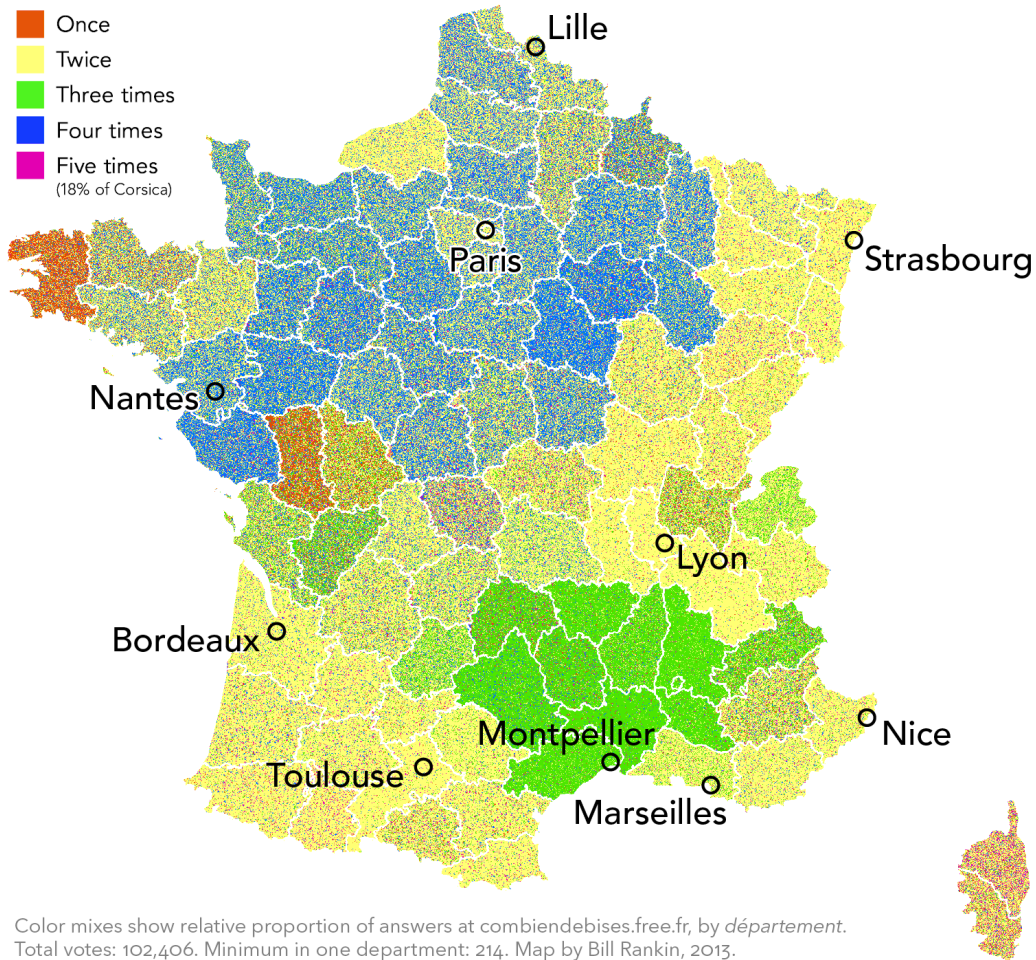 Once
Twice
Three times
Four times
Five times
(18% of Corsica)
Lille
Paris
Strasbourg
Nantes
Lyon
Bordeaux
Montpellier
Nice
Toulouse
Marseilles
Color mixes show relative proportion of answers at combiendebises.free.fr, by département.
Total votes: 102,406. Minimum in one department: 214. Map by Bill Rankin, 2013.